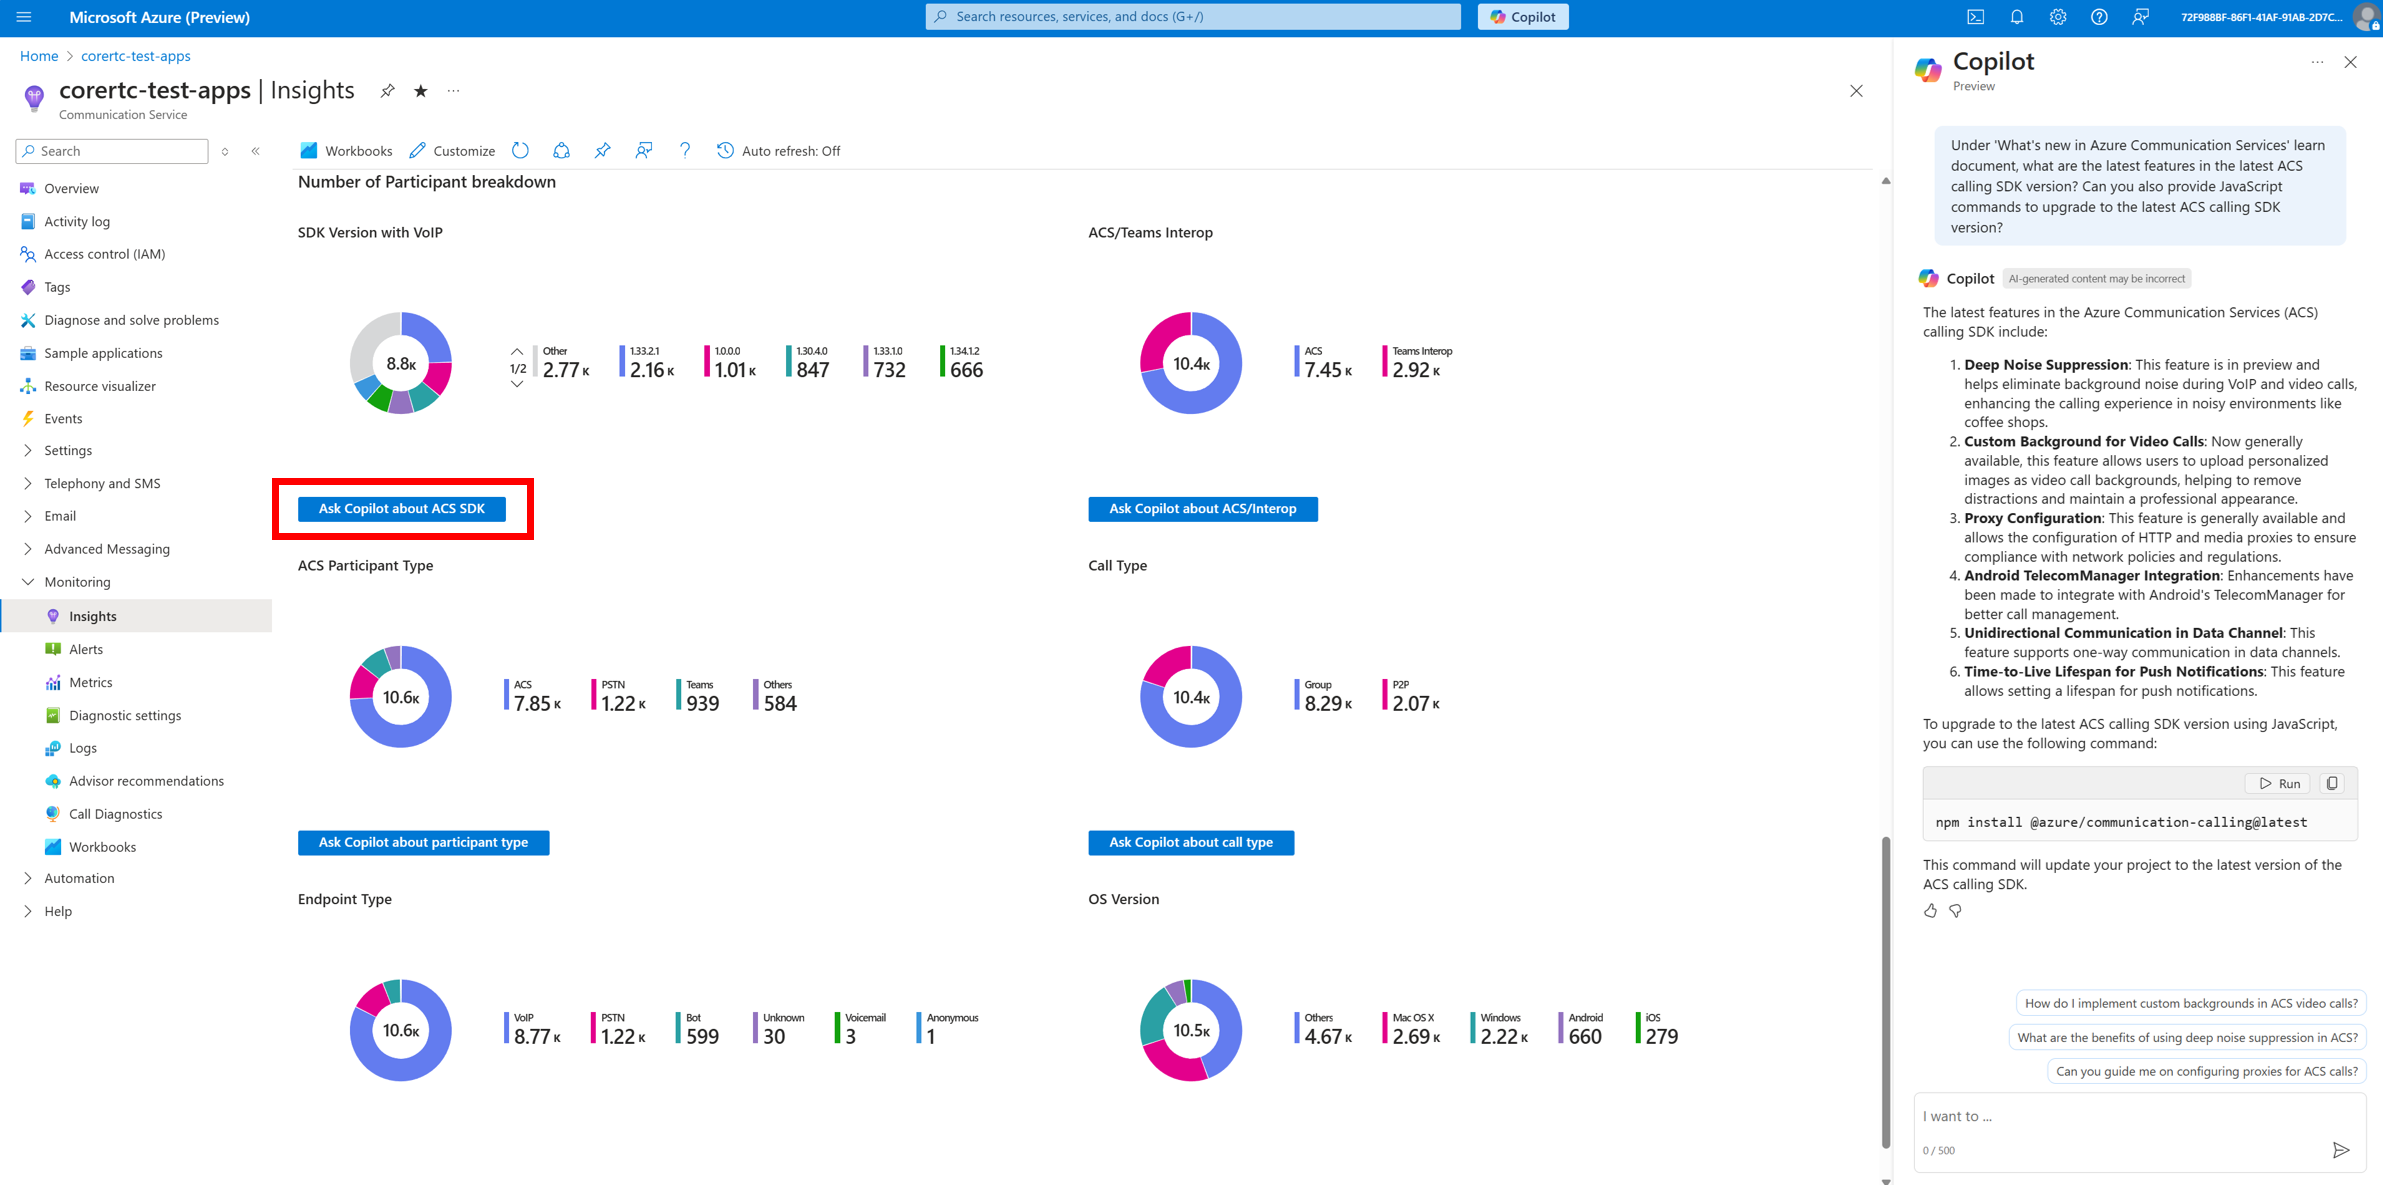 Microsoft Azure (Preview)
Search resources, services, and docs (G+/)
Copilot
72F988BF-86F1-41AF-91AB-2D7C...
Home > corertc-test-apps
corertc-test-apps | Insights
...
Communication Service
Search
Overview
Activity log
Access control (IAM)
Tags
Diagnose and solve problems
Sample applications
Resource visualizer
Events
Settings
Telephony and SMS
Email
Advanced Messaging
Monitoring
Insights
Alerts
Metrics
Diagnostic settings
Logs
Advisor recommendations
Call Diagnostics
Workbooks
Automation
Help
Workbooks
Customize
Auto refresh: Off
Number of Participant breakdown
SDK Version with VoIP
8.8K
1/2
Other
2.77 K
1.33.2.1
2.16 K
1.0.0.0
1.01 K
1.30.4.0
847
1.33.1.0
732
1.34.1.2
666
Ask Copilot about ACS SDK
ACS/Teams Interop
10.4K
ACS
7.45 K
Teams Interop
2.92 K
Ask Copilot about ACS/Interop
ACS Participant Type
10.6K
ACS
7.85 K
PSTN
1.22 K
Teams
939
Others
584
Ask Copilot about participant type
Call Type
10.4K
Group
8.29 K
P2P
2.07 K
Ask Copilot about call type
Endpoint Type
10.6K
VoIP
8.77 K
PSTN
1.22 K
Bot
599
Unknown
30
Voicemail
3
Anonymous
1
OS Version
10.5K
Others
4.67 K
Mac OS X
2.69 K
Windows
2.22 K
Android
660
iOS
279
Copilot
Preview
Under 'What's new in Azure Communication Services' learn
document, what are the latest features in the latest ACS
calling SDK version? Can you also provide JavaScript
commands to upgrade to the latest ACS calling SDK
version?
Copilot AI-generated content may be incorrect
The latest features in the Azure Communication Services (ACS)
calling SDK include:
1. Deep Noise Suppression: This feature is in preview and
helps eliminate background noise during VoIP and video calls,
enhancing the calling experience in noisy environments like
coffee shops.
2. Custom Background for Video Calls: Now generally
available, this feature allows users to upload personalized
images as video call backgrounds, helping to remove
distractions and maintain a professional appearance.
3. Proxy Configuration: This feature is generally available and
allows the configuration of HTTP and media proxies to ensure
compliance with network policies and regulations.
4. Android TelecomManager Integration: Enhancements have
been made to integrate with Android's TelecomManager for
better call management.
5. Unidirectional Communication in Data Channel: This
feature supports one-way communication in data channels.
6. Time-to-Live Lifespan for Push Notifications: This feature
allows setting a lifespan for push notifications.
To upgrade to the latest ACS calling SDK version using JavaScript,
you can use the following command:
Run
npm install @azure/communication-calling@latest
This command will update your project to the latest version of the
ACS calling SDK.
How do I implement custom backgrounds in ACS video calls?
What are the benefits of using deep noise suppression in ACS?
Can you guide me on configuring proxies for ACS calls?
I want to ...
0 / 500